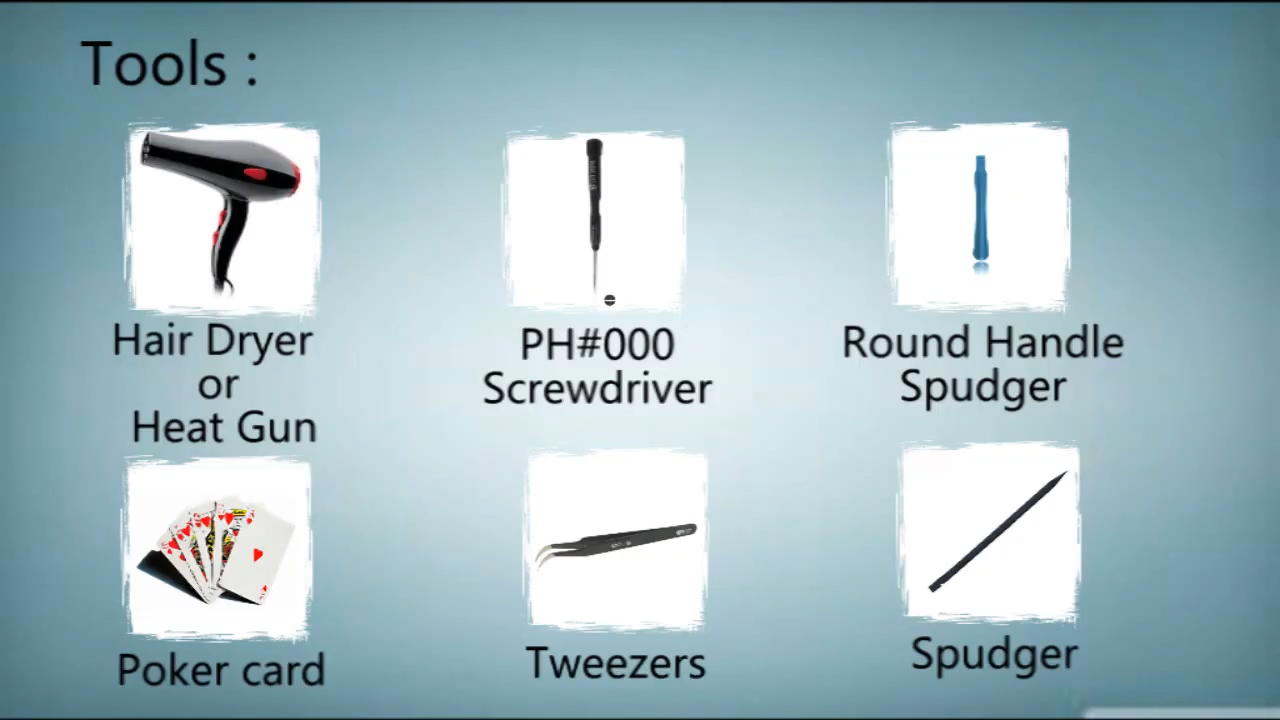 Tools :
Hair Dryer
or
Heat Gun
PH#000
Screwdriver
Round Handle
Spudger
Poker card
Tweezers
Spudger